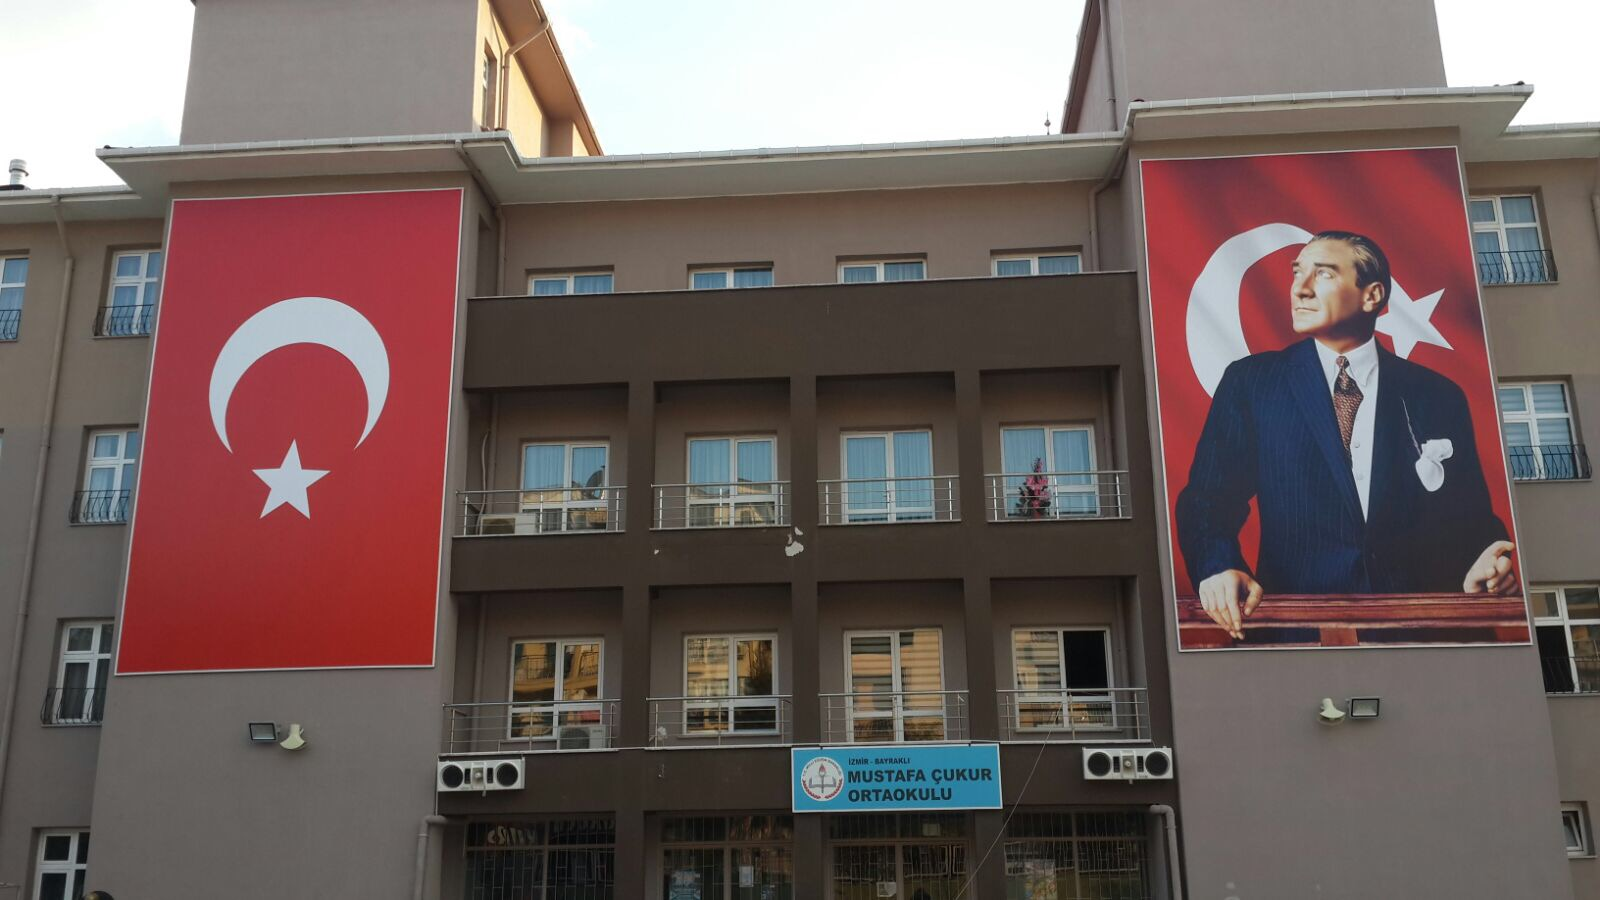 İZMİR - BAYRAKLI
MUSTAFA ÇUKUR
ORTAOKULU